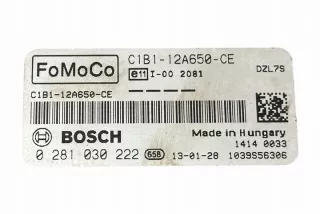 FoMoCo C1B1-12A650-CE
e11 I-00 2081 DZL7S
C1B1-12A650-CE
BOSCH Made in Hungary
1414 0033
0 281 030 222 658 13-01-28 1039S56306